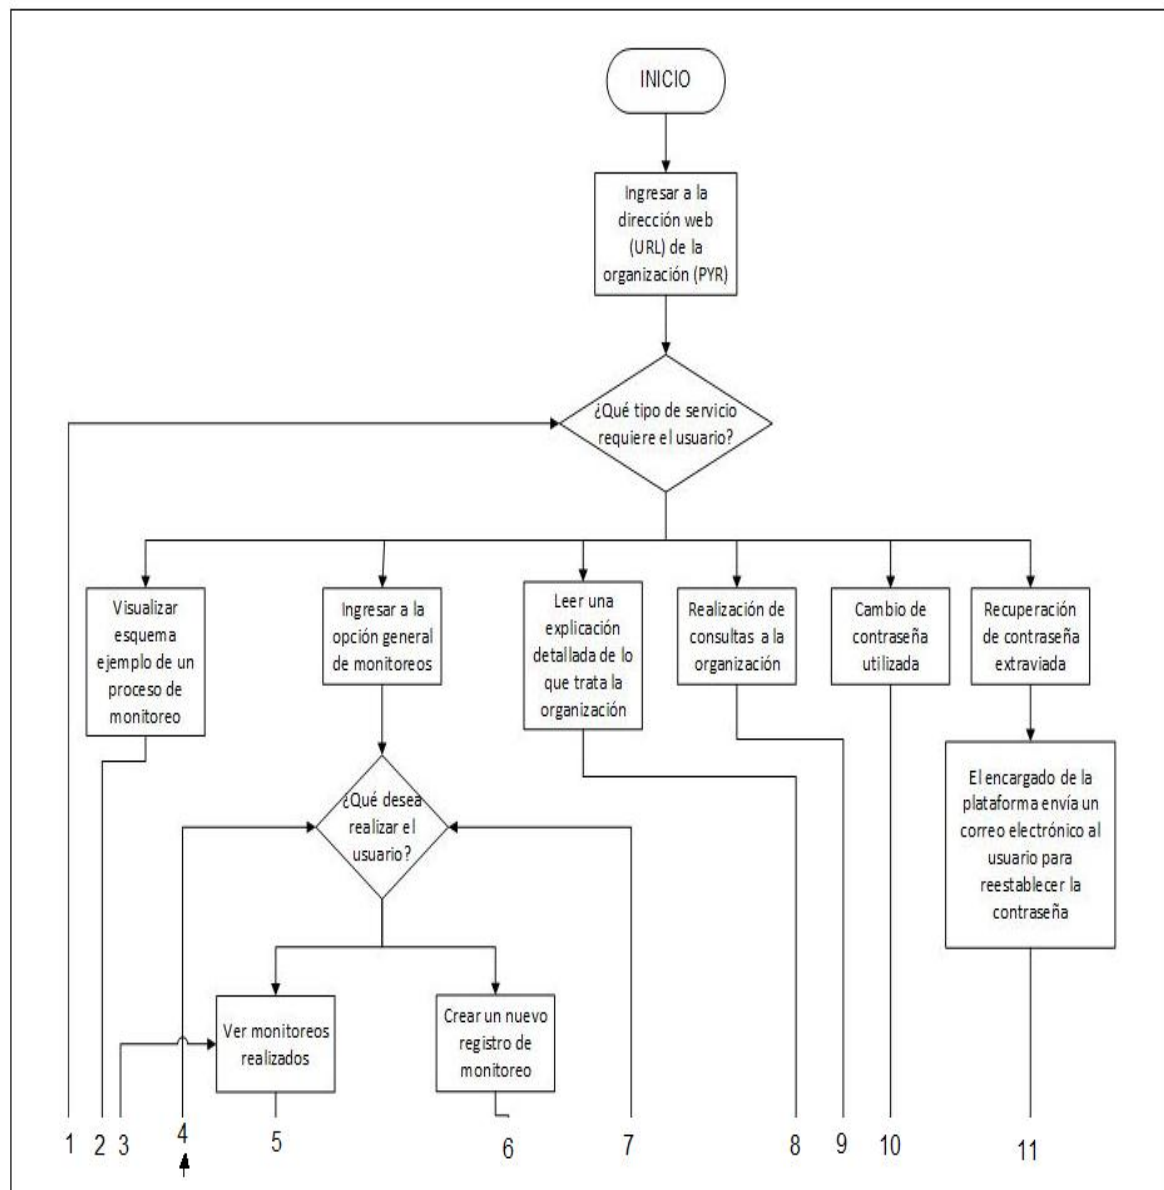 INICIO
Ingresar a la
dirección web
(URL) de la
organización (PYR)
¿Qué tipo de servicio
requiere el usuario?
Visualizar
esquema
ejemplo de un
proceso de
monitoreo
Ingresar a la
opción general
de monitoreos
Leer una
explicación
detallada de lo
que trata la
organización
Realización de
consultas a la
organización
Cambio de
contraseña
utilizada
Recuperación
de contraseña
extraviada
El encargado de la
plataforma envía un
correo electrónico al
usuario para
reestablecer la
contraseña
¿Qué desea
realizar el
usuario?
Ver monitoreos
realizados
Crear un nuevo
registro de
monitoreo
1 2 3 4 5 6 7 8 9 10 11